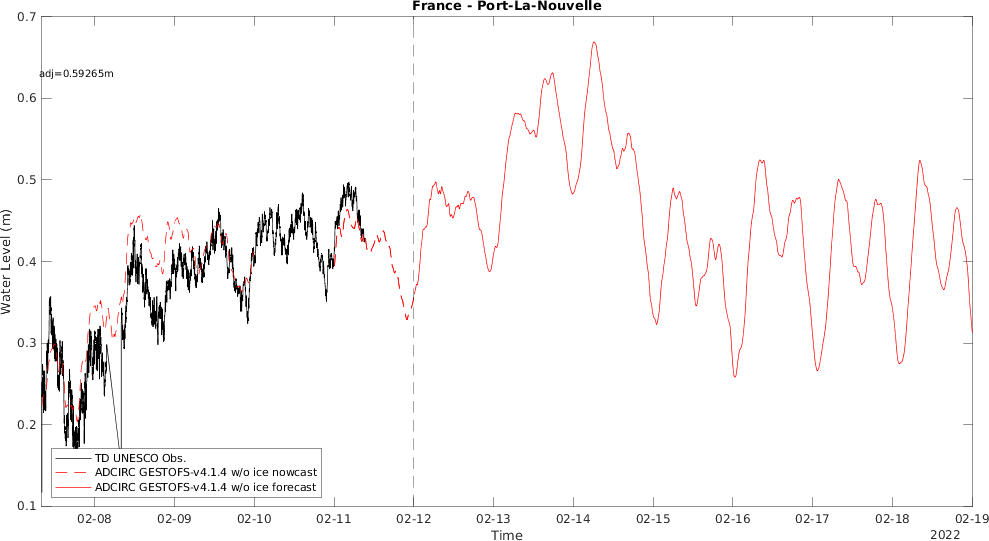 France - Port-La-Nouvelle
0.7
0.6
0.5
0.4
0.3
0.2
0.1
Water Level (m)
adj=0.59265m
TD UNESCO Obs.
ADCIRC GESTOFS-v4.1.4 w/o ice nowcast
ADCIRC GESTOFS-v4.1.4 w/o ice forecast
02-08 02-09 02-10 02-11 02-12 02-13 02-14 02-15 02-16 02-17 02-18 02-19
Time
2022